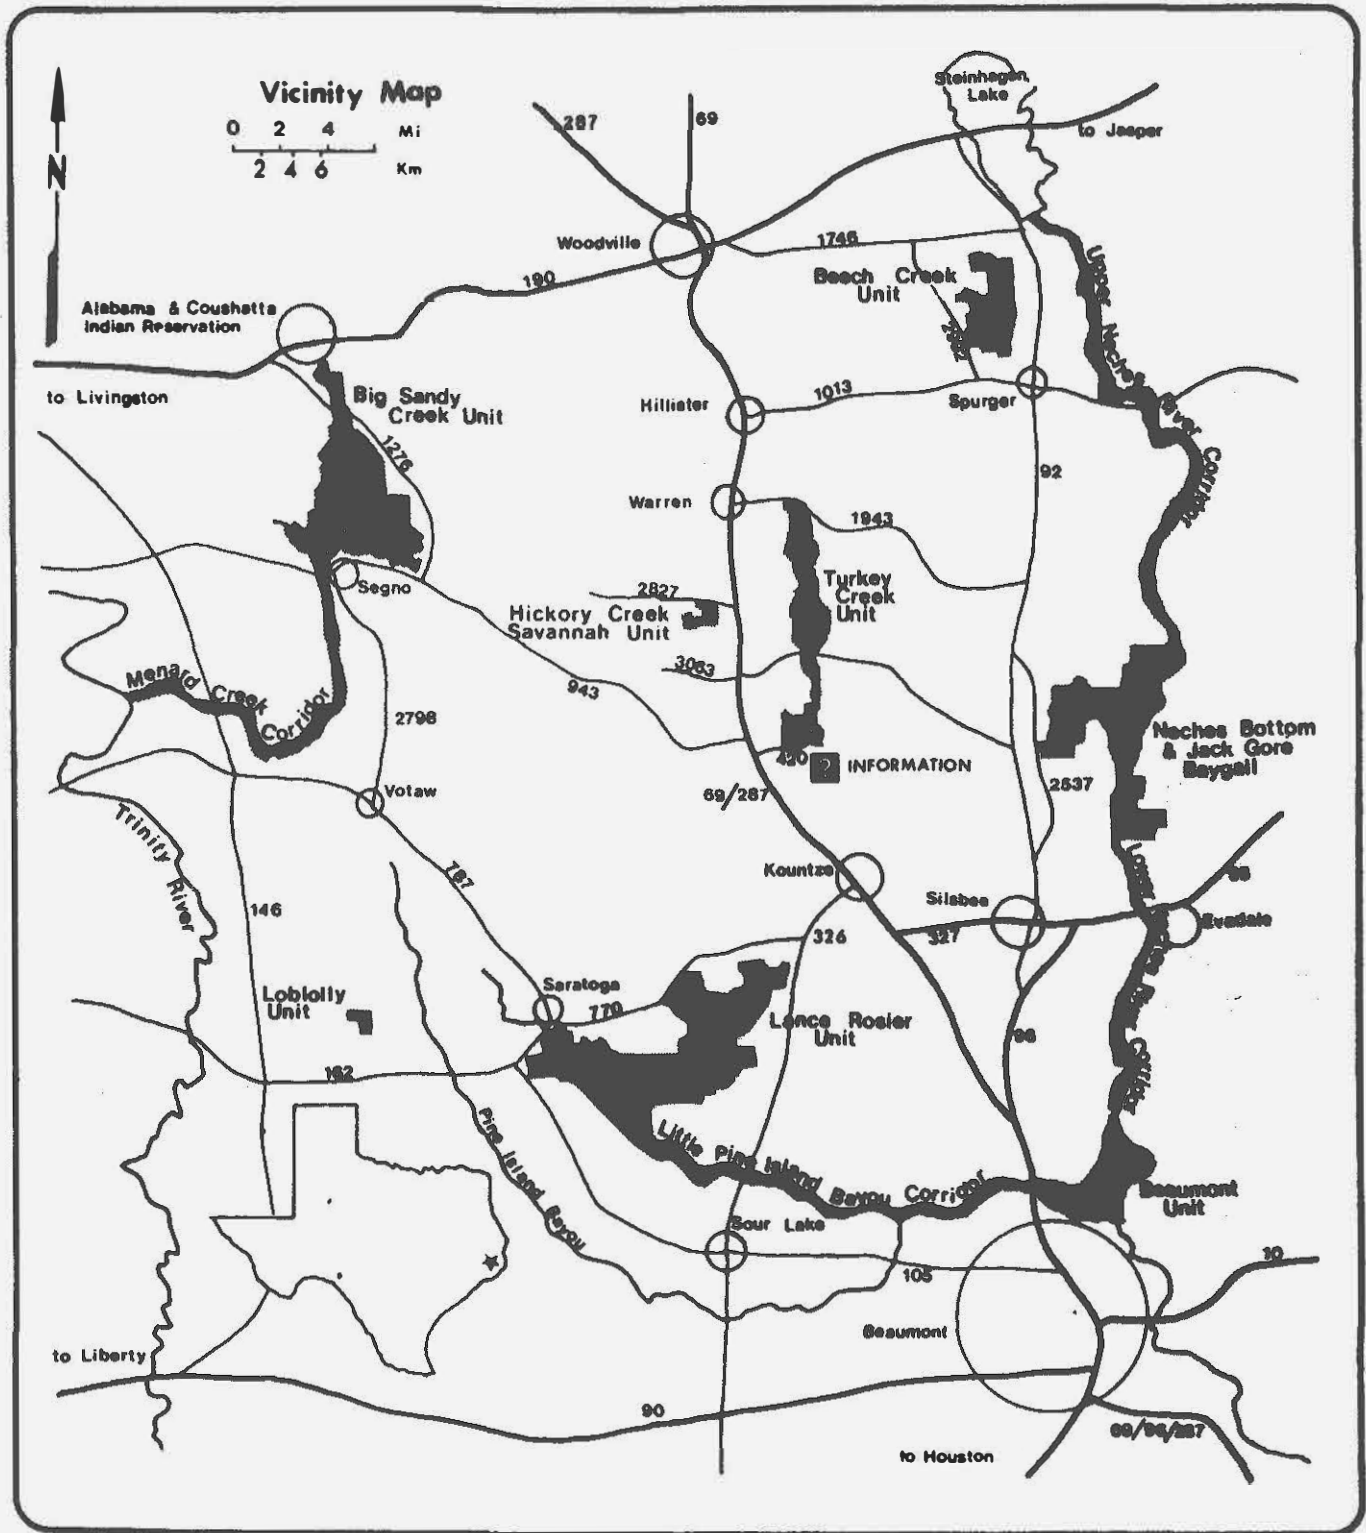 Vicinity Map
0 2 4 Mi
2 4 6 Km
N
287
69
Steinhagen
Lake
to Jasper
Woodville
1746
190
Beech Creek
Unit
Upper Neches River Corridor
Alabama & Coushatta
Indian Reservation
to Livingston
Big Sandy
Creek Unit
1276
Hillister
1013
Spurger
92
Warren
1943
Segno
2827
Hickory Creek
Savannah Unit
Turkey
Creek
Unit
3063
943
Menard Creek Corridor
2798
420
? INFORMATION
Neches Bottom
& Jack Gore
Baygall
2537
69/287
Votaw
Trinity River
787
Kountze
Silsbee
96
Evadale
327
326
146
Lower Neches River Corridor
Saratoga
770
Loblolly
Unit
Lance Rosier
Unit
96
162
Pine Island Bayou
Little Pine Island Bayou Corridor
Beaumont
Unit
Sour Lake
105
10
Beaumont
to Liberty
90
69/96/287
to Houston